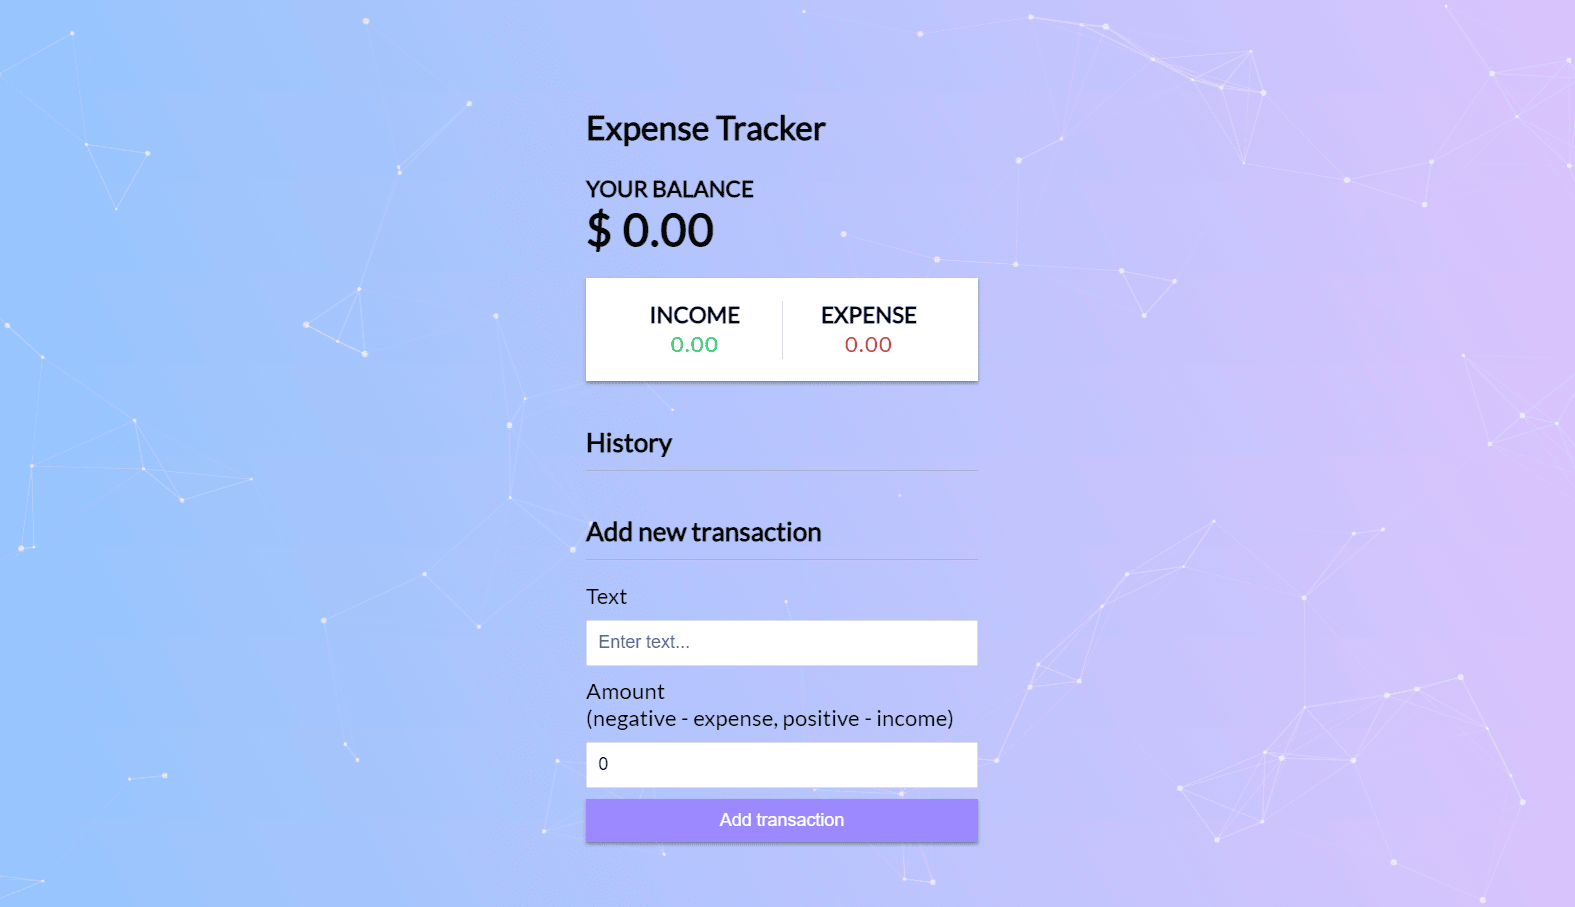 Expense Tracker
YOUR BALANCE
$ 0.00
INCOME EXPENSE
0.00 0.00
History
Add new transaction
Text
Enter text...
Amount
(negative - expense, positive - income)
0
Add transaction